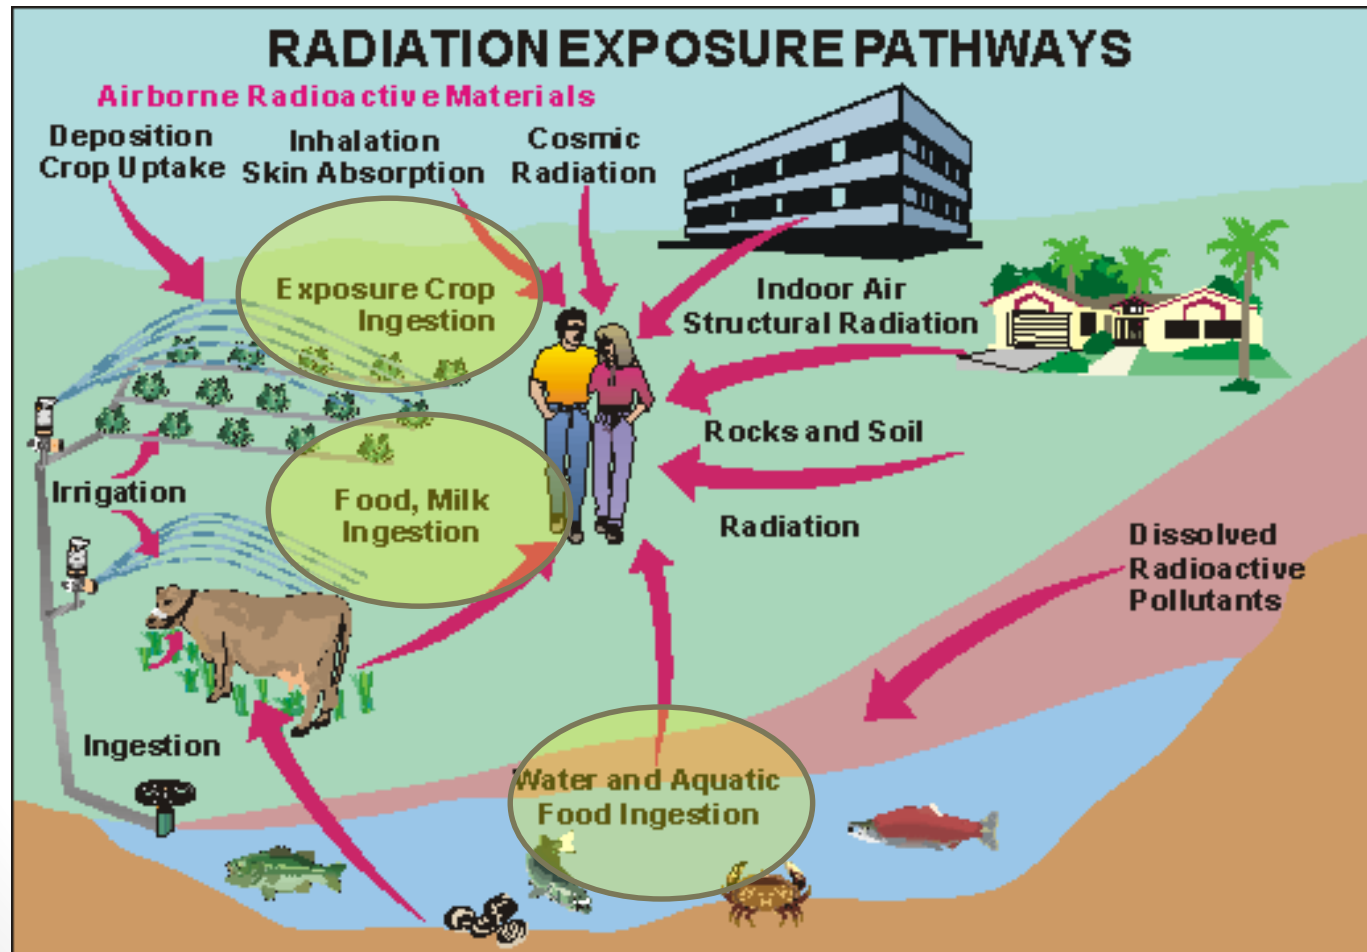 RADIATION EXPOSURE PATHWAYS
Airborne Radioactive Materials
Deposition
Crop Uptake
Inhalation
Skin Absorption
Cosmic
Radiation
Exposure Crop
Ingestion
Indoor Air
Structural Radiation
Rocks and Soil
Irrigation
Food, Milk
Ingestion
Radiation
Dissolved
Radioactive
Pollutants
Ingestion
Water and Aquatic
Food Ingestion